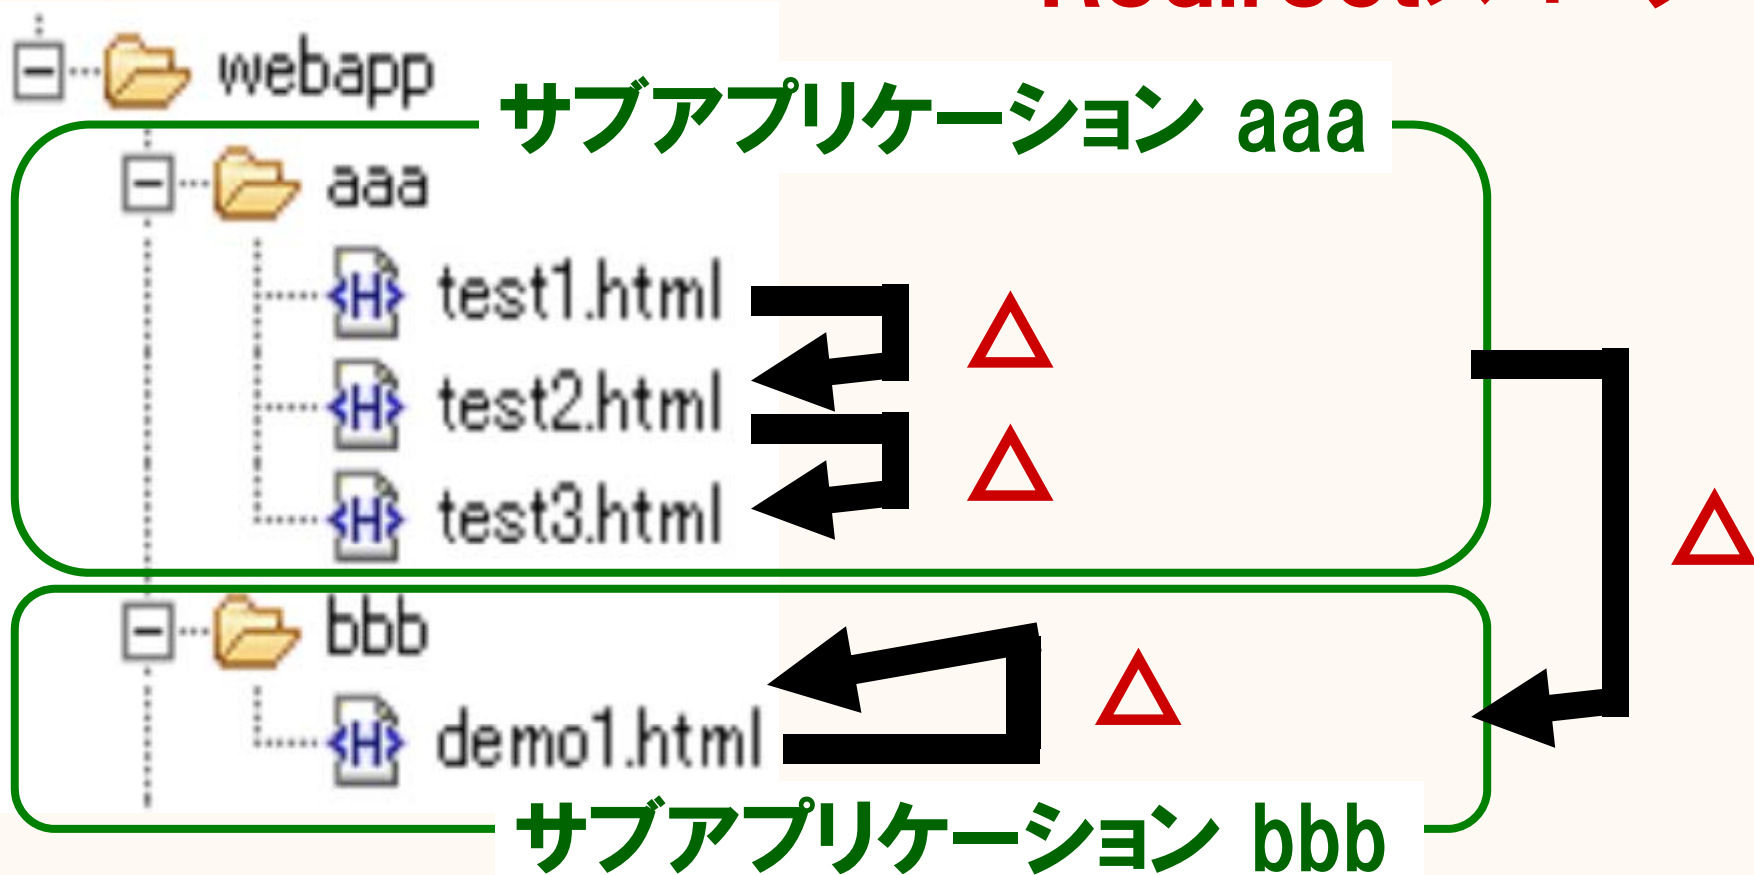 webapp
サブアプリケーション aaa
aaa
test1.html
test2.html
test3.html
bbb
demo1.html
サブアプリケーション bbb